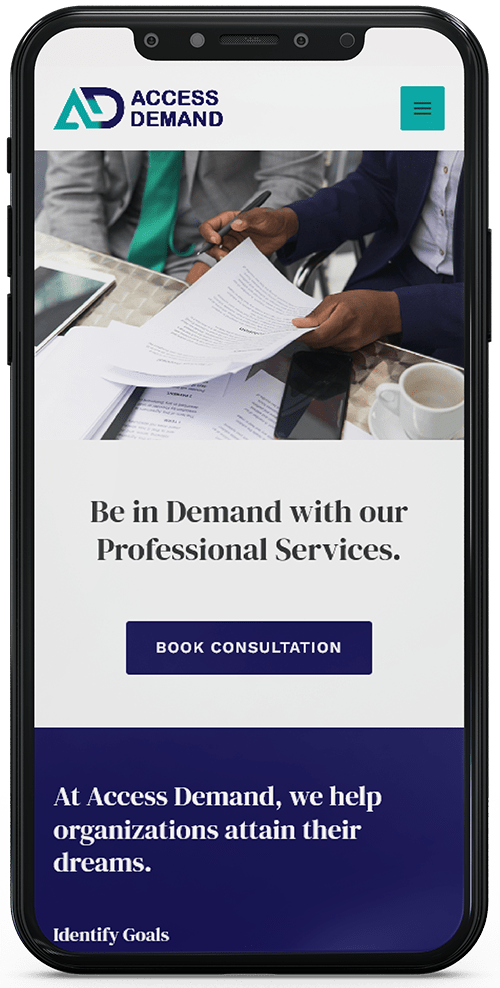 ACCESS
DEMAND
Be in Demand with our
Professional Services.
BOOK CONSULTATION
At Access Demand, we help
organizations attain their
dreams.
Identify Goals